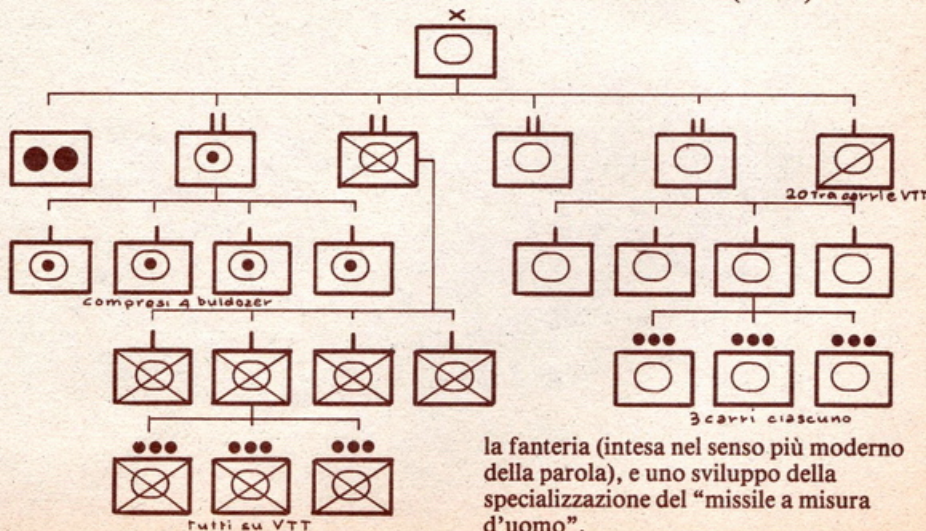 20 tra carri e VTT
compresi 4 buldozer
3 carri ciascuno
Tutti su VTT
la fanteria (intesa nel senso più moderno
della parola), e uno sviluppo della
specializzazione del “missile a misura
d’uomo”.